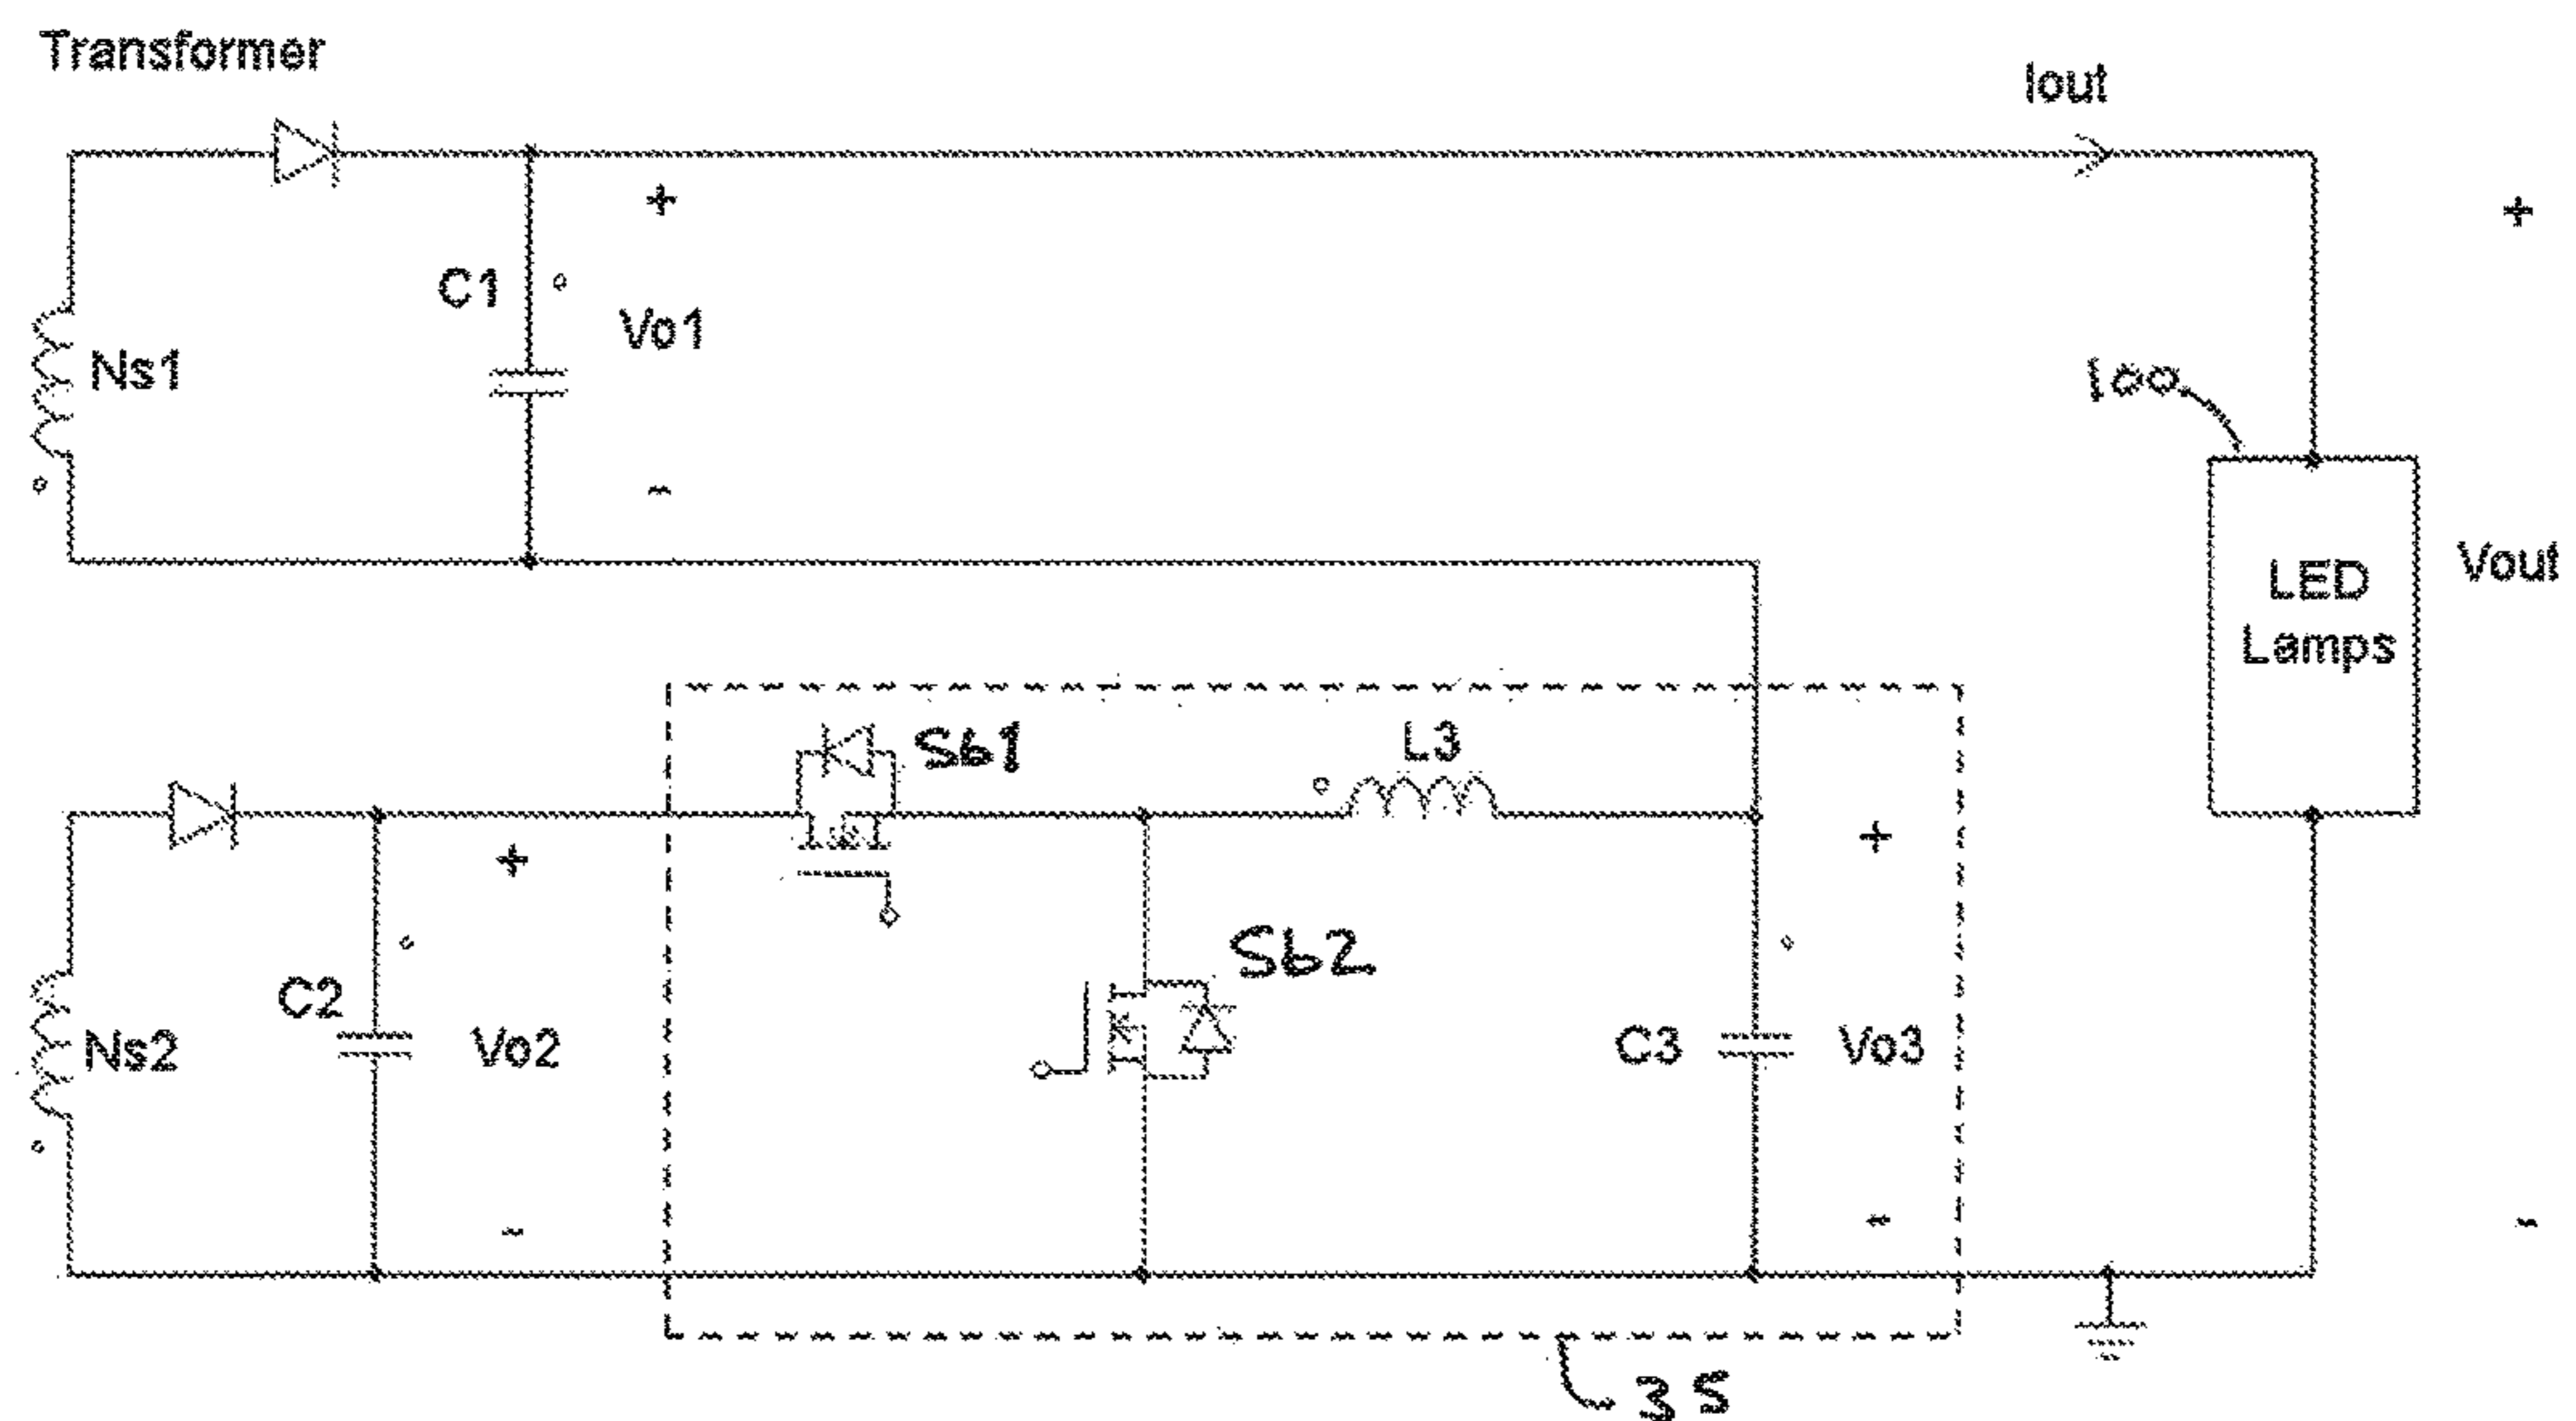 Transformer
Iout
+
+
C1
Vo1
Ns1
100
-
LED
Lamps
Vout
Sb1
L3
+
+
Sb2
C2
Ns2
Vo2
C3
Vo3
-
-
-
35